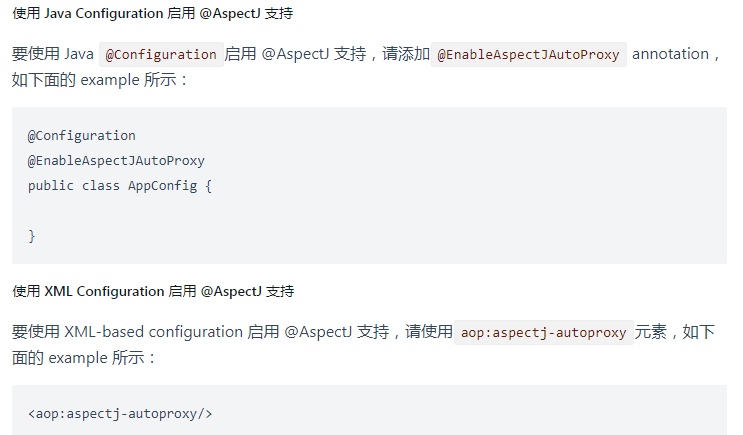 使用 Java Configuration 启用 @AspectJ 支持
要使用 Java @Configuration 启用 @AspectJ 支持，请添加 @EnableAspectJAutoProxy annotation，
如下面的 example 所示：
@Configuration
@EnableAspectJAutoProxy
public class AppConfig {
}
使用 XML Configuration 启用 @AspectJ 支持
要使用 XML-based configuration 启用 @AspectJ 支持，请使用 aop:aspectj-autoproxy 元素，如下
面的 example 所示：
<aop:aspectj-autoproxy/>